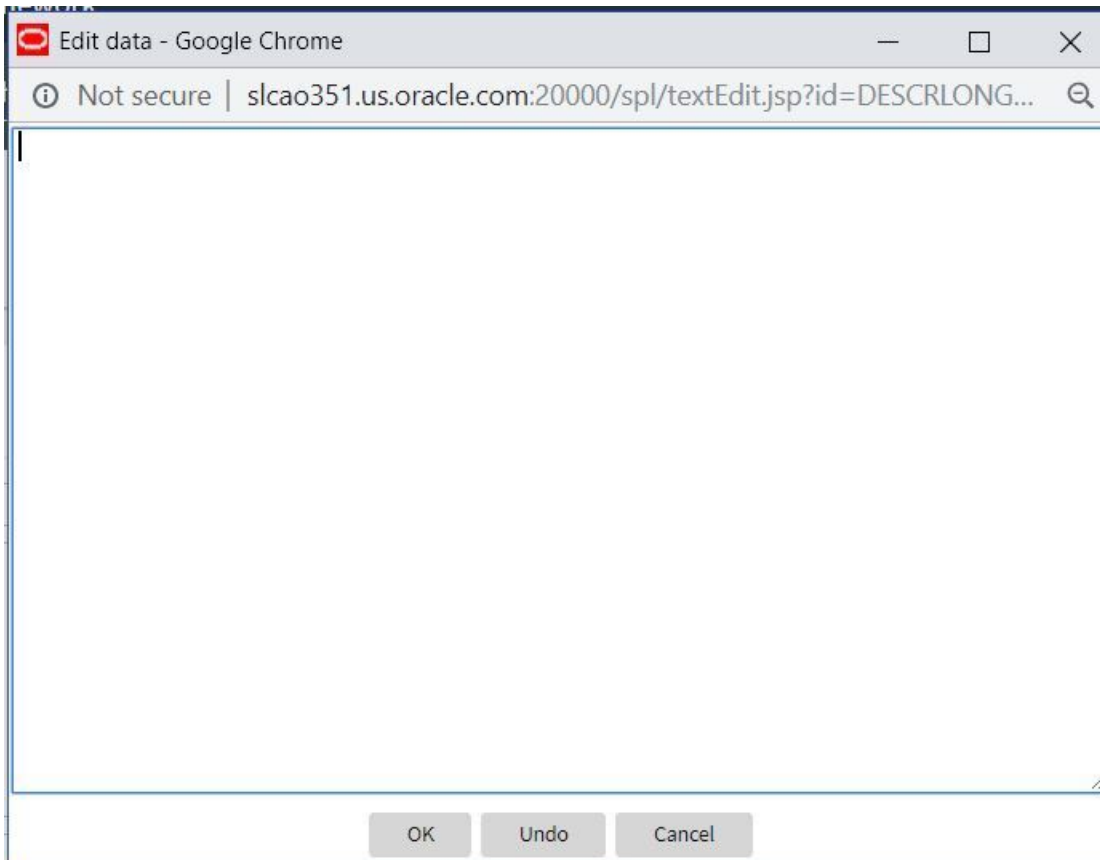 Edit data - Google Chrome
Not secure | slcao351.us.oracle.com:20000/spl/textEdit.jsp?id=DESCRLONG...
OK Undo Cancel